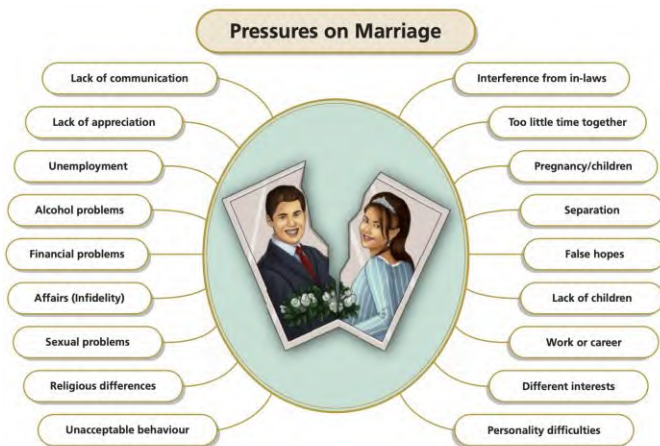 Pressures on Marriage
Lack of communication
Lack of appreciation
Unemployment
Alcohol problems
Financial problems
Affairs (Infidelity)
Sexual problems
Religious differences
Unacceptable behaviour
Interference from in-laws
Too little time together
Pregnancy/children
Separation
False hopes
Lack of children
Work or career
Different interests
Personality difficulties